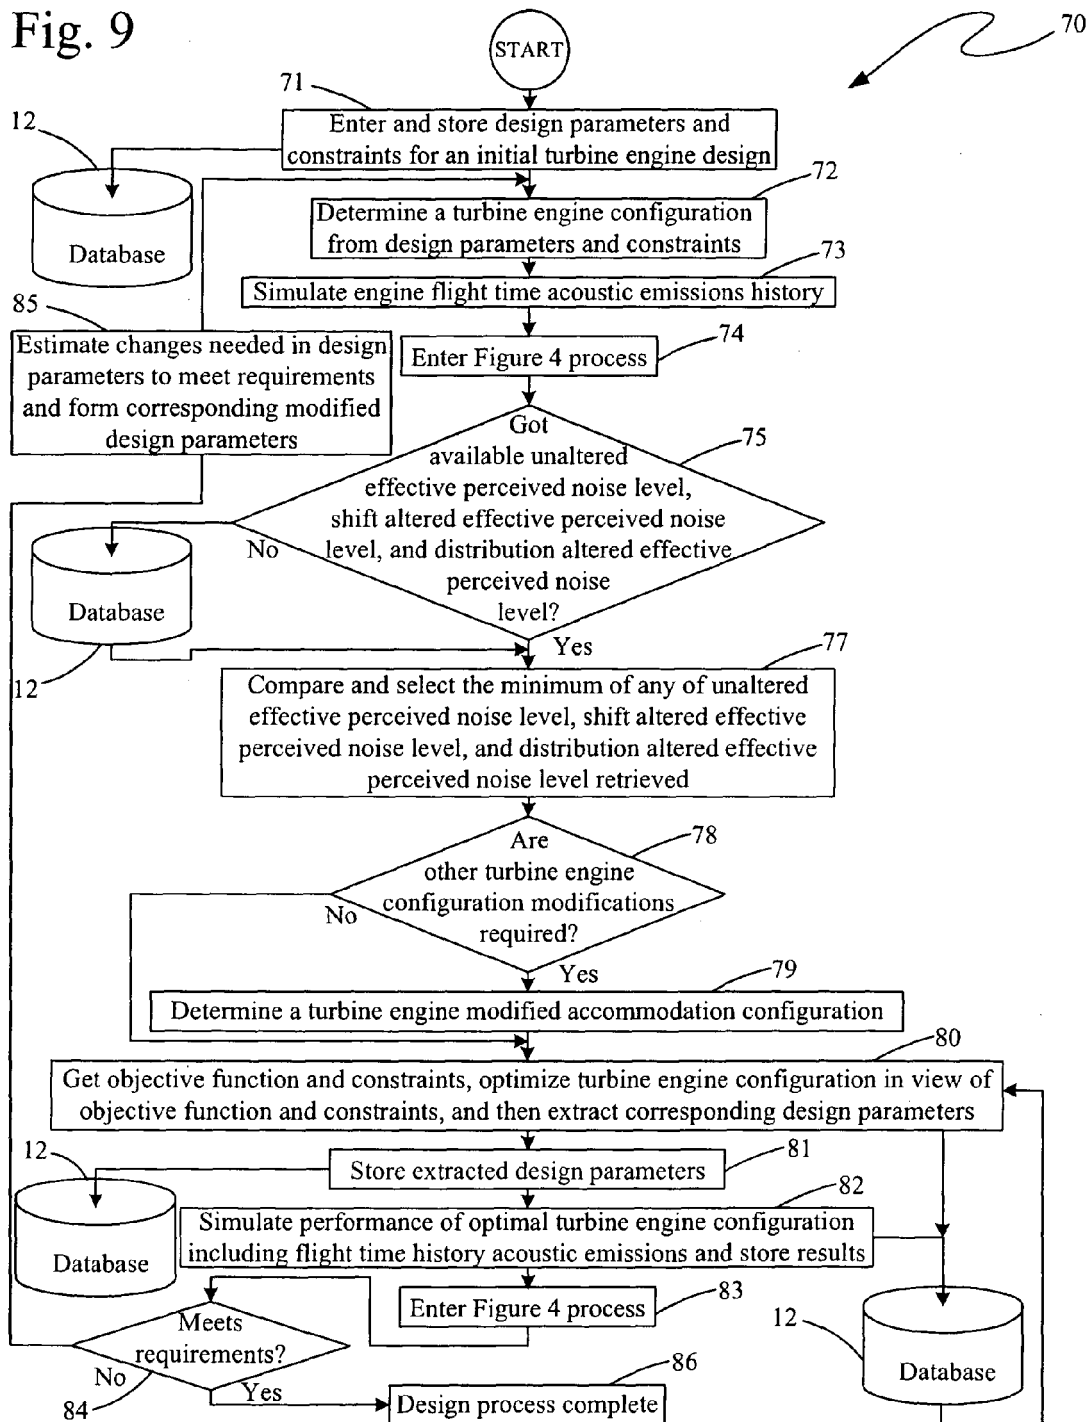 Fig. 9
70
START
71
12
Enter and store design parameters and
constraints for an initial turbine engine design
Database
72
Determine a turbine engine configuration
from design parameters and constraints
73
Simulate engine flight time acoustic emissions history
85
Estimate changes needed in design
parameters to meet requirements
and form corresponding modified
design parameters
74
Enter Figure 4 process
75
Got
available unaltered
effective perceived noise level,
shift altered effective perceived noise
level, and distribution altered effective
perceived noise
level?
No
Yes
Database
12
77
Compare and select the minimum of any of unaltered
effective perceived noise level, shift altered effective
perceived noise level, and distribution altered effective
perceived noise level retrieved
78
Are
other turbine engine
configuration modifications
required?
No
Yes
79
Determine a turbine engine modified accommodation configuration
80
Get objective function and constraints, optimize turbine engine configuration in view of
objective function and constraints, and then extract corresponding design parameters
12
81
Store extracted design parameters
Database
82
Simulate performance of optimal turbine engine configuration
including flight time history acoustic emissions and store results
83
Enter Figure 4 process
12
Database
Meets
requirements?
No
Yes
84
86
Design process complete